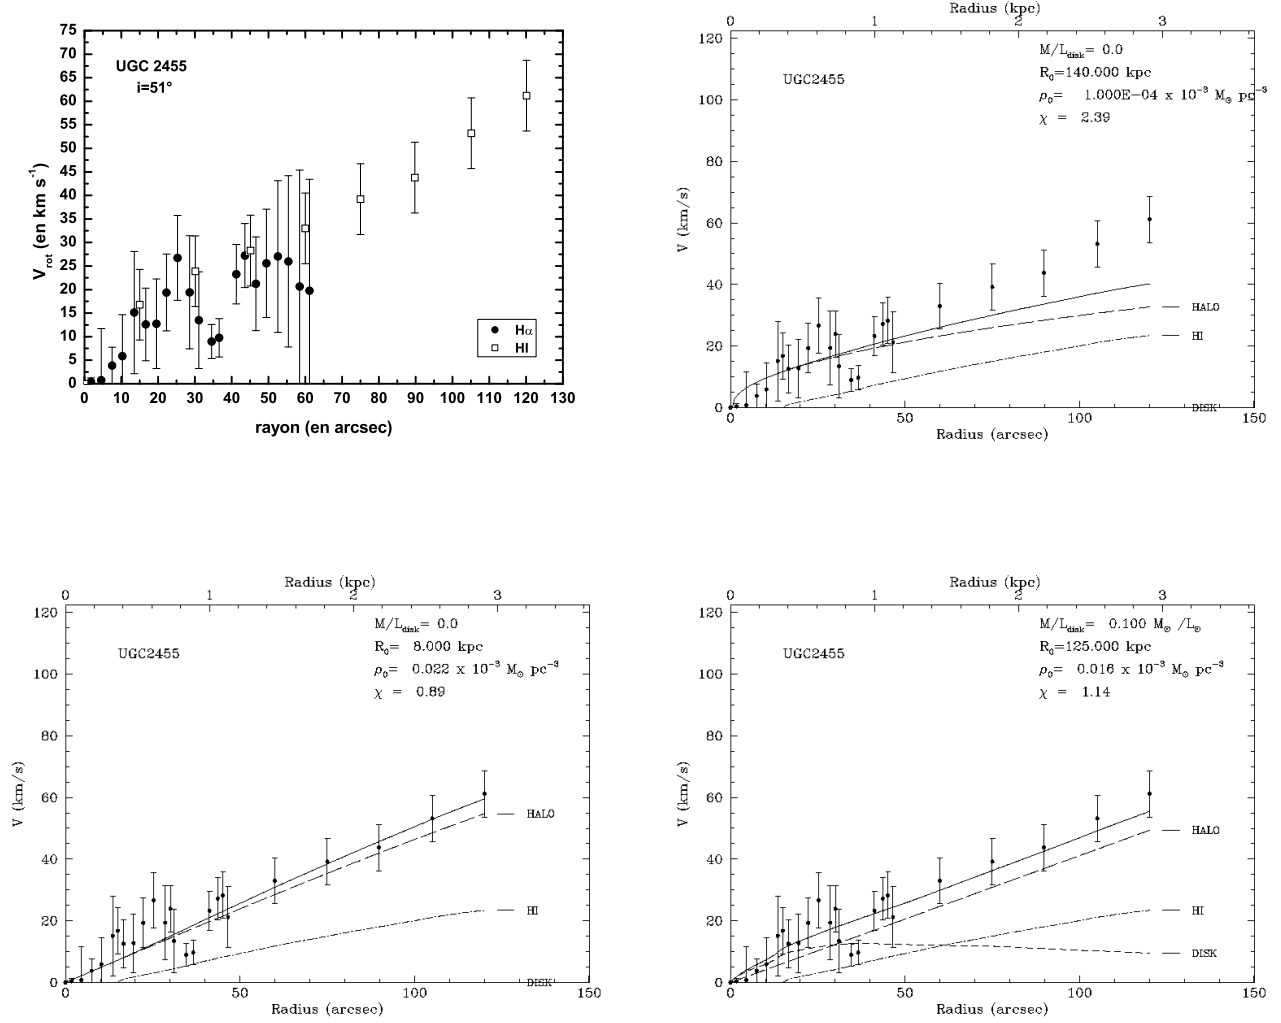 75
70
65
60
55
50
45
40
35
30
25
20
15
10
5
0
V_rot (en km s⁻¹)
UGC 2455
i=51°
Hα
HI
0 10 20 30 40 50 60 70 80 90 100 110 120 130
rayon (en arcsec)
Radius (kpc)
0 1 2 3
120
100
80
60
40
20
0
V (km/s)
UGC2455
M/L_disk= 0.0
R₀=140.000 kpc
ρ₀= 1.000E−04 x 10⁻³ M⊙ pc⁻³
χ = 2.39
HALO
HI
DISK
0 50 100 150
Radius (arcsec)
Radius (kpc)
0 1 2 3
120
100
80
60
40
20
0
V (km/s)
UGC2455
M/L_disk= 0.0
R₀= 8.000 kpc
ρ₀= 0.022 x 10⁻³ M⊙ pc⁻³
χ = 0.89
HALO
HI
DISK
0 50 100 150
Radius (arcsec)
Radius (kpc)
0 1 2 3
120
100
80
60
40
20
0
V (km/s)
UGC2455
M/L_disk= 0.100 M⊙ /L⊙
R₀=125.000 kpc
ρ₀= 0.016 x 10⁻³ M⊙ pc⁻³
χ = 1.14
HALO
HI
DISK
0 50 100 150
Radius (arcsec)